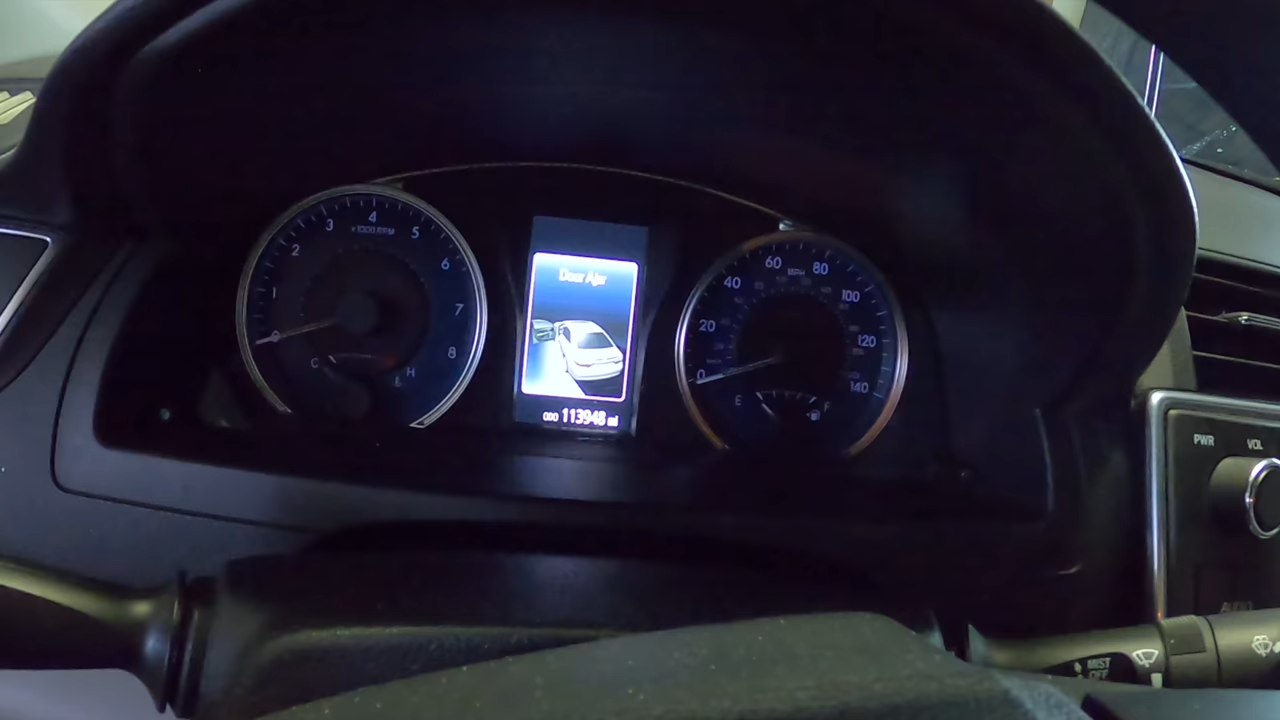 0 1 2 3 4 5 6 7 8
x1000 RPM
C H
Door Ajar
ODO 113948 mi
0 20 40 60 80 100 120 140
MPH
E F
PWR VOL
AUDIO
MIST
OFF